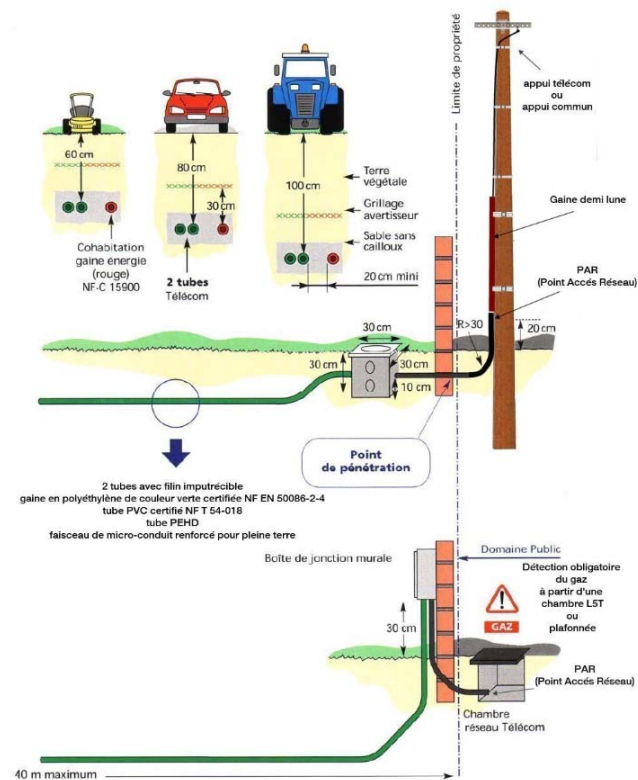 Limite de propriété
appui télécom
ou
appui commun
60 cm
80 cm
100 cm
30 cm
Terre
végétale
Grillage
avertisseur
Sable sans
cailloux
Gaine demi lune
Cohabitation
gaine énergie
(rouge)
NF-C 15900
2 tubes
Télécom
20 cm mini
PAR
(Point Accés Réseau)
30 cm
R>30
20 cm
30 cm
30 cm
10 cm
Point
de pénétration
2 tubes avec filin imputrécible
gaine en polyéthylène de couleur verte certifiée NF EN 50086-2-4
tube PVC certifié NF T 54-018
tube PEHD
faisceau de micro-conduit renforcé pour pleine terre
Boîte de jonction murale
Domaine Public
Détection obligatoire
du gaz
à partir d'une
chambre L5T
ou
plafonnée
GAZ
30 cm
PAR
(Point Accés Réseau)
Chambre
réseau Télécom
40 m maximum